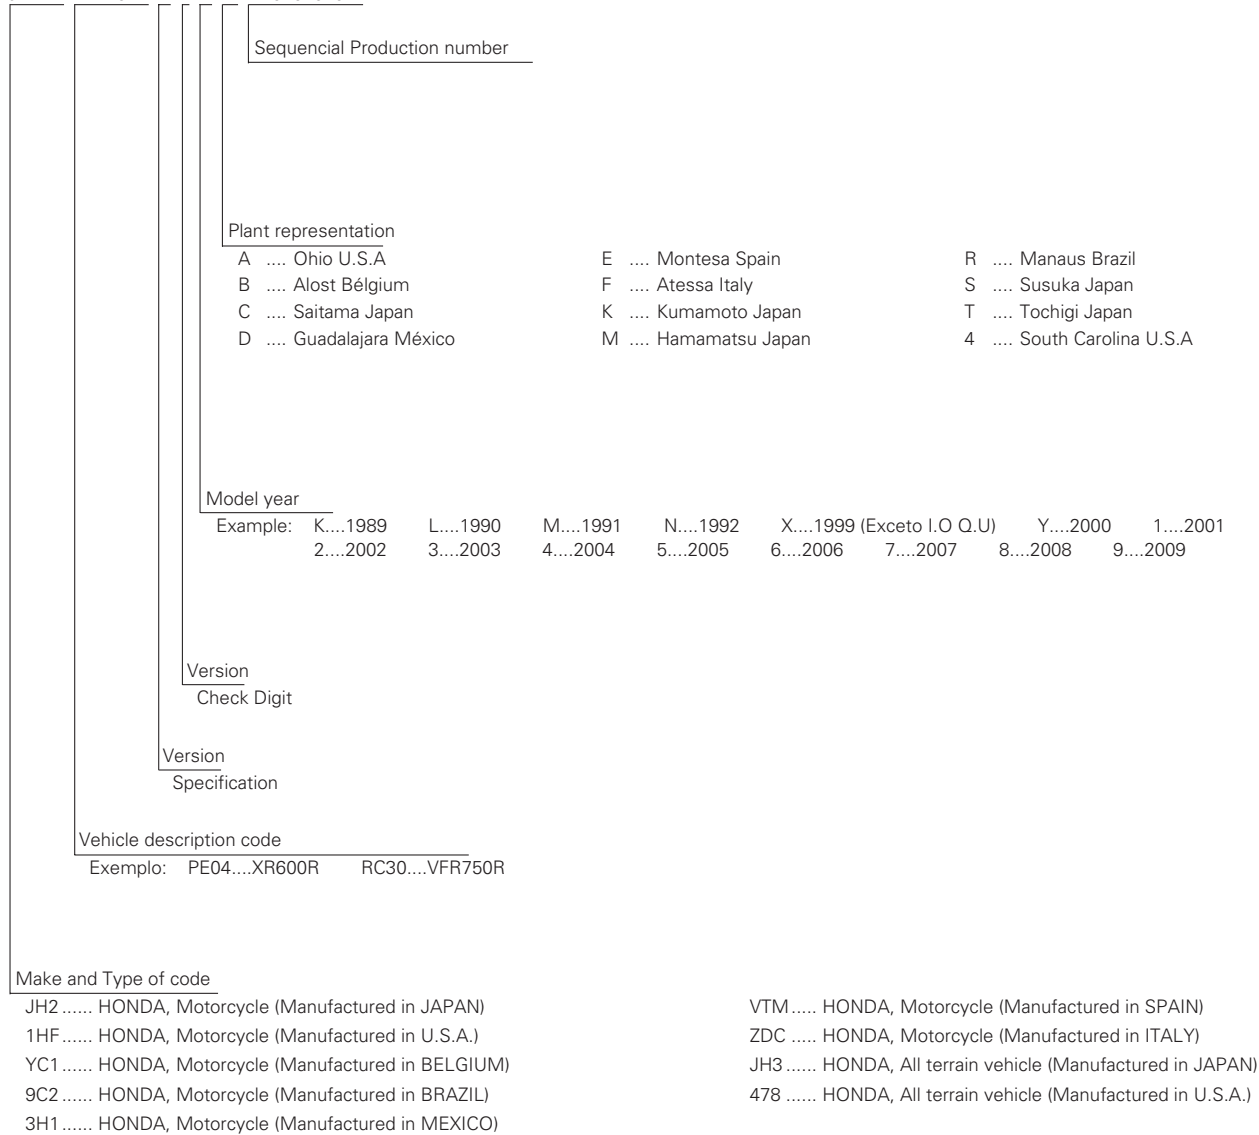 Sequencial Production number
Plant representation
A .... Ohio U.S.A E .... Montesa Spain R .... Manaus Brazil
B .... Alost Bélgium F .... Atessa Italy S .... Susuka Japan
C .... Saitama Japan K .... Kumamoto Japan T .... Tochigi Japan
D .... Guadalajara México M .... Hamamatsu Japan 4 .... South Carolina U.S.A
Model year
Example: K....1989 L....1990 M....1991 N....1992 X....1999 (Exceto I.O Q.U) Y....2000 1....2001
2....2002 3....2003 4....2004 5....2005 6....2006 7....2007 8....2008 9....2009
Version
Check Digit
Version
Specification
Vehicle description code
Exemplo: PE04....XR600R RC30....VFR750R
Make and Type of code
JH2...... HONDA, Motorcycle (Manufactured in JAPAN) VTM..... HONDA, Motorcycle (Manufactured in SPAIN)
1HF...... HONDA, Motorcycle (Manufactured in U.S.A.) ZDC ..... HONDA, Motorcycle (Manufactured in ITALY)
YC1...... HONDA, Motorcycle (Manufactured in BELGIUM) JH3...... HONDA, All terrain vehicle (Manufactured in JAPAN)
9C2...... HONDA, Motorcycle (Manufactured in BRAZIL) 478 ...... HONDA, All terrain vehicle (Manufactured in U.S.A.)
3H1...... HONDA, Motorcycle (Manufactured in MEXICO)